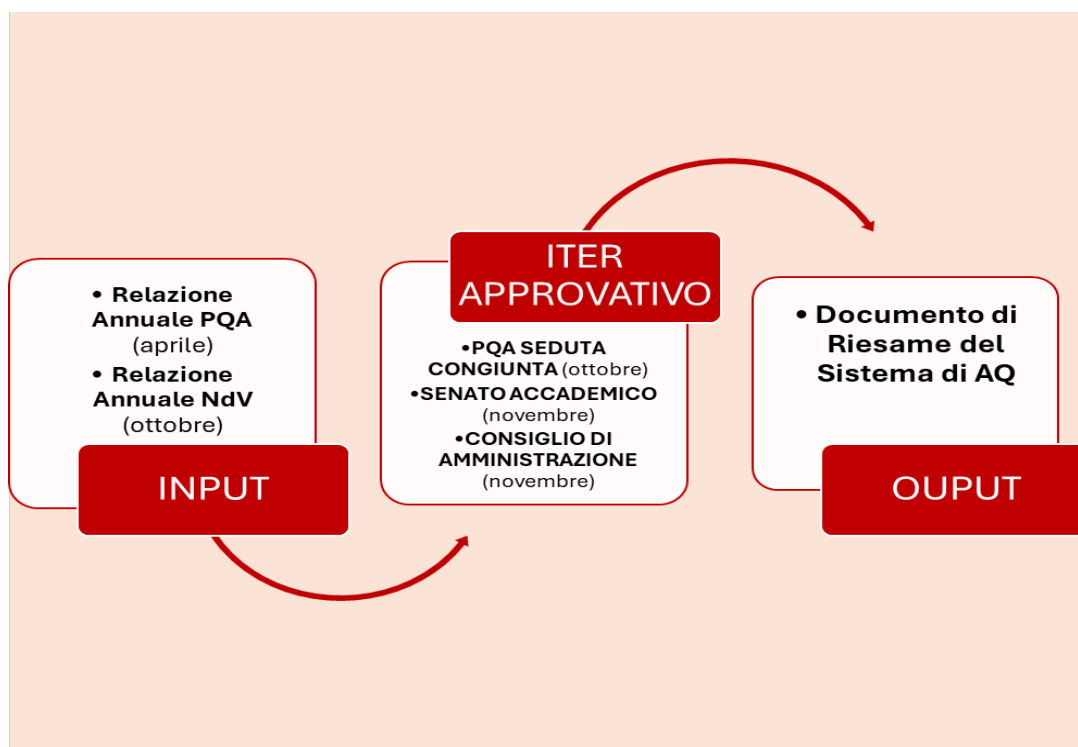 • Relazione
Annuale PQA
(aprile)
• Relazione
Annuale NdV
(ottobre)
INPUT
ITER
APPROVATIVO
•PQA SEDUTA
CONGIUNTA (ottobre)
•SENATO ACCADEMICO
(novembre)
•CONSIGLIO DI
AMMINISTRAZIONE
(novembre)
• Documento di
Riesame del
Sistema di AQ
OUPUT